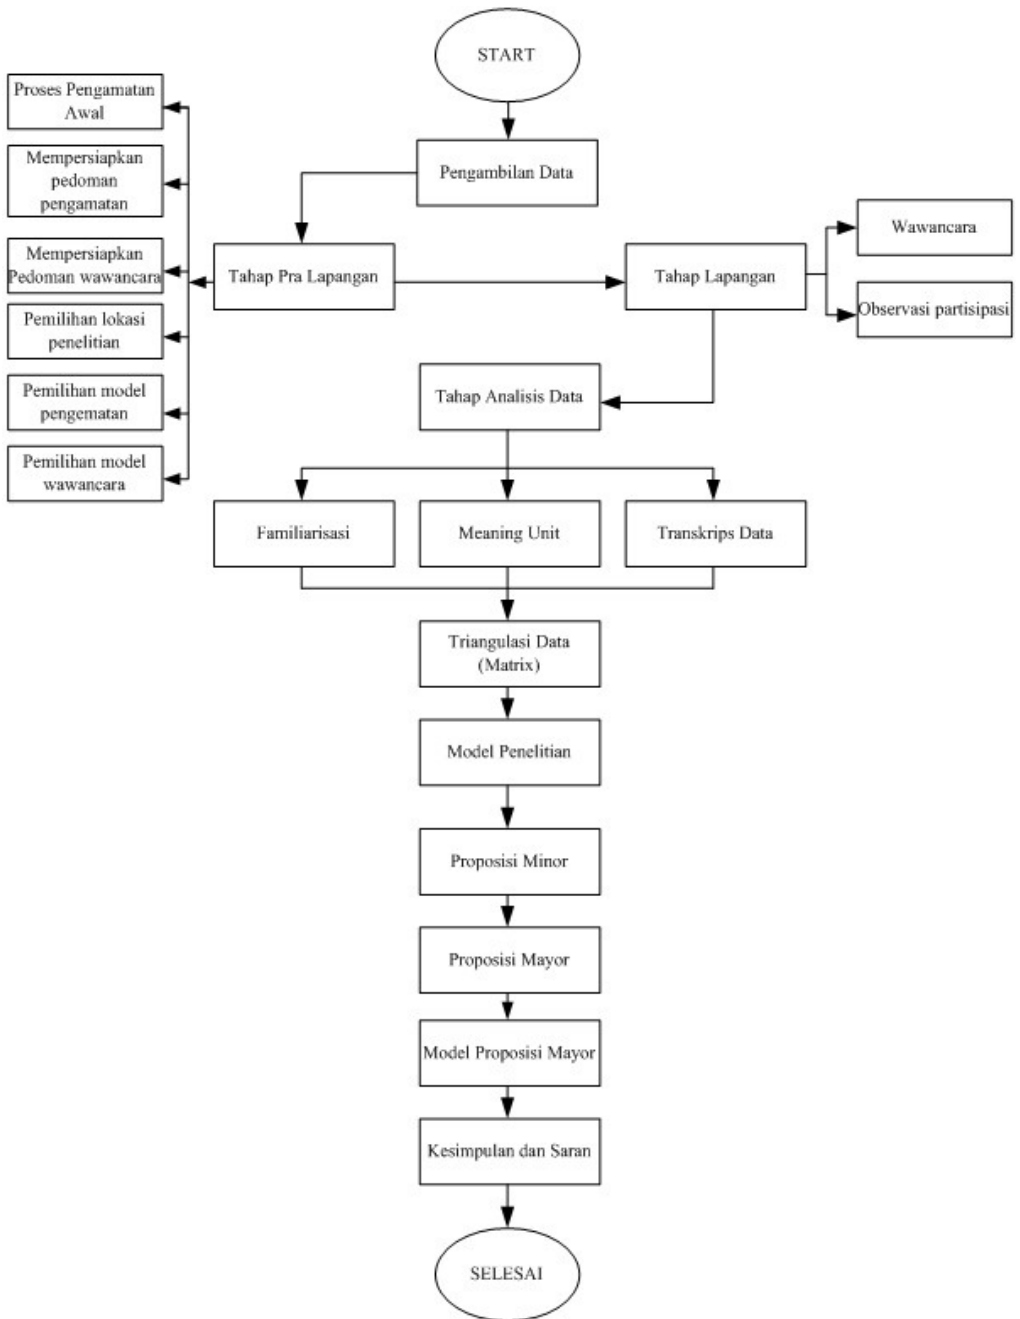 START
Pengambilan Data
Proses Pengamatan
Awal
Mempersiapkan
pedoman
pengamatan
Mempersiapkan
Pedoman wawancara
Pemilihan lokasi
penelitian
Pemilihan model
pengematan
Pemilihan model
wawancara
Tahap Pra Lapangan
Tahap Lapangan
Wawancara
Observasi partisipasi
Tahap Analisis Data
Familiarisasi
Meaning Unit
Transkrips Data
Triangulasi Data
(Matrix)
Model Penelitian
Proposisi Minor
Proposisi Mayor
Model Proposisi Mayor
Kesimpulan dan Saran
SELESAI